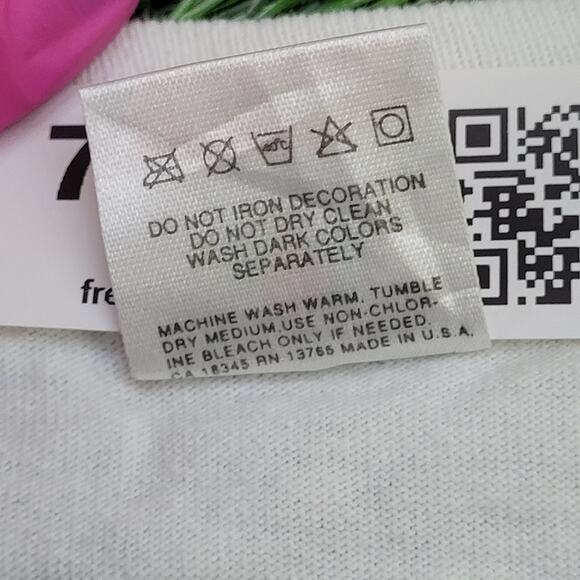 7
40°C
DO NOT IRON DECORATION
DO NOT DRY CLEAN
WASH DARK COLORS
SEPARATELY
fre
MACHINE WASH WARM. TUMBLE
DRY MEDIUM. USE NON-CHLOR-
INE BLEACH ONLY IF NEEDED.
CA 18345 RN 13765 MADE IN U.S.A.